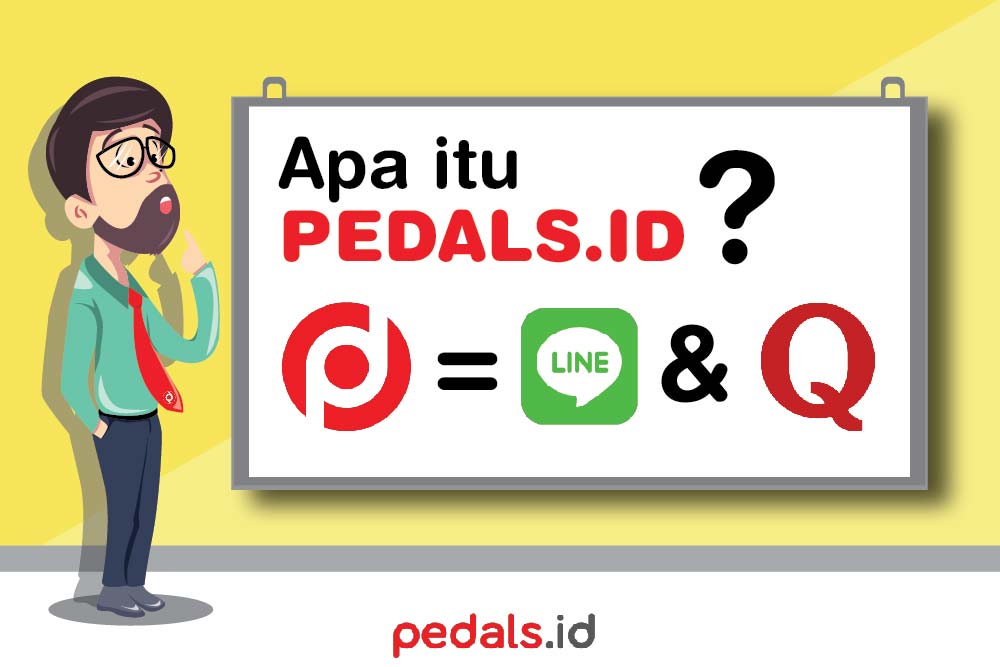 Apa itu
PEDALS.ID ?
= LINE & Q
pedals.id